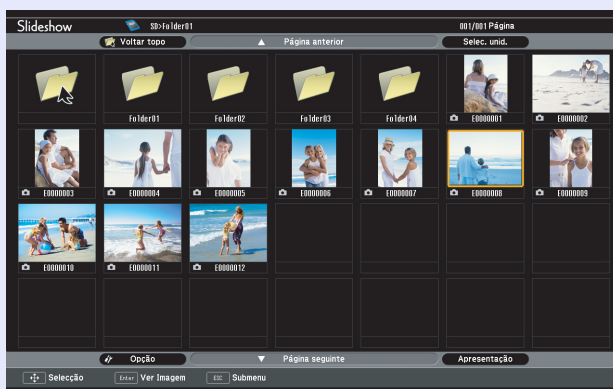 Slideshow SD>Folder01 001/001 Página
Voltar topo Página anterior Selec. unid.
Folder01 Folder02 Folder03 Folder04 E0000001 E0000002
E0000003 E0000004 E0000005 E0000006 E0000007 E0000008 E0000009
E0000010 E0000011 E0000012
Opção Página seguinte Apresentação
Selecção Enter Ver Imagem ESC Submenu